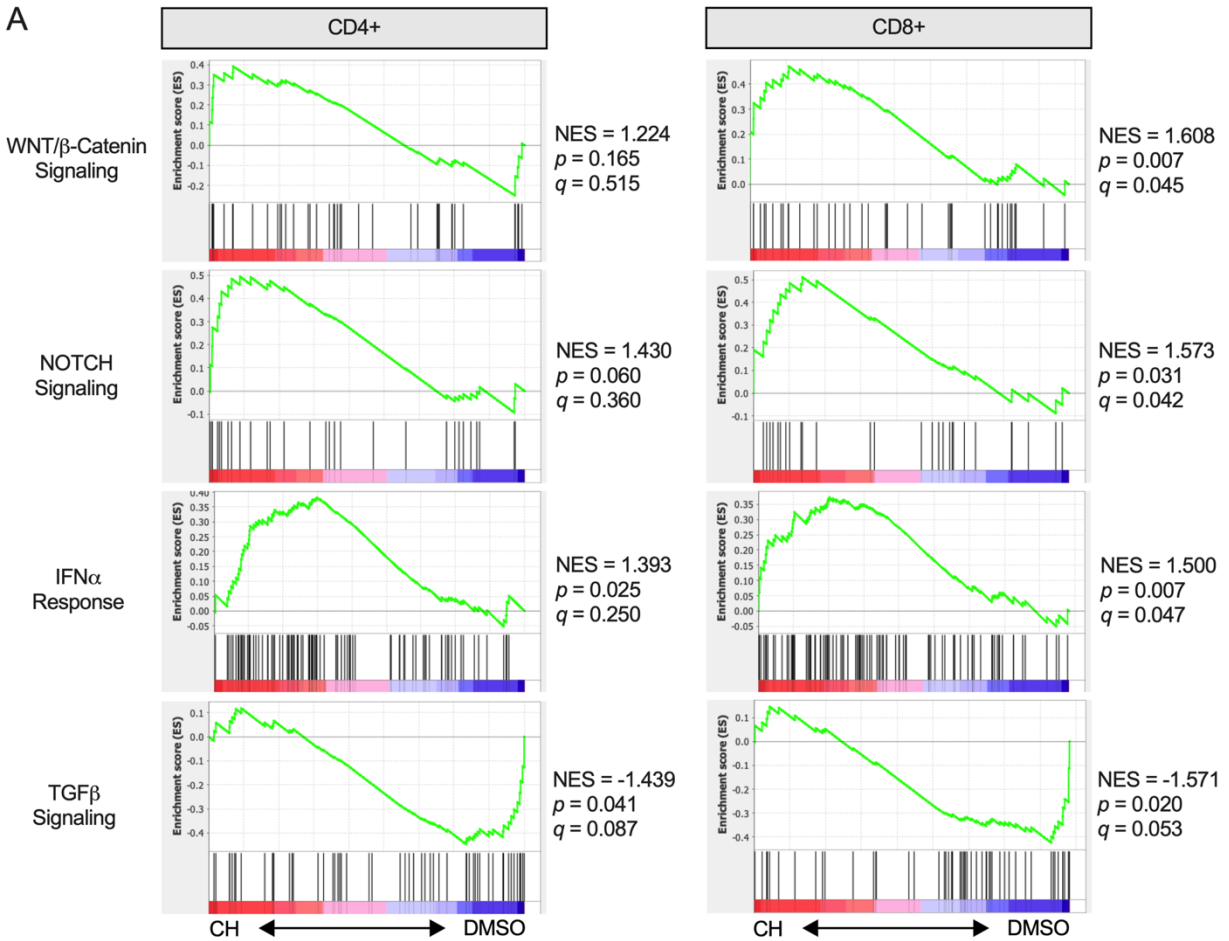 A
CD4+
CD8+
WNT/β-Catenin
Signaling
Enrichment score (ES)
0.4
0.3
0.2
0.1
0.0
-0.1
-0.2
NES = 1.224
p = 0.165
q = 0.515
Enrichment score (ES)
0.4
0.3
0.2
0.1
0.0
NES = 1.608
p = 0.007
q = 0.045
NOTCH
Signaling
Enrichment score (ES)
0.5
0.4
0.3
0.2
0.1
0.0
-0.1
NES = 1.430
p = 0.060
q = 0.360
Enrichment score (ES)
0.5
0.4
0.3
0.2
0.1
0.0
-0.1
NES = 1.573
p = 0.031
q = 0.042
IFNα
Response
Enrichment score (ES)
0.40
0.35
0.30
0.25
0.20
0.15
0.10
0.05
0.00
-0.05
NES = 1.393
p = 0.025
q = 0.250
Enrichment score (ES)
0.35
0.30
0.25
0.20
0.15
0.10
0.05
0.00
-0.05
NES = 1.500
p = 0.007
q = 0.047
TGFβ
Signaling
Enrichment score (ES)
0.1
0.0
-0.1
-0.2
-0.3
-0.4
NES = -1.439
p = 0.041
q = 0.087
Enrichment score (ES)
0.1
0.0
-0.1
-0.2
-0.3
-0.4
NES = -1.571
p = 0.020
q = 0.053
CH DMSO
CH DMSO